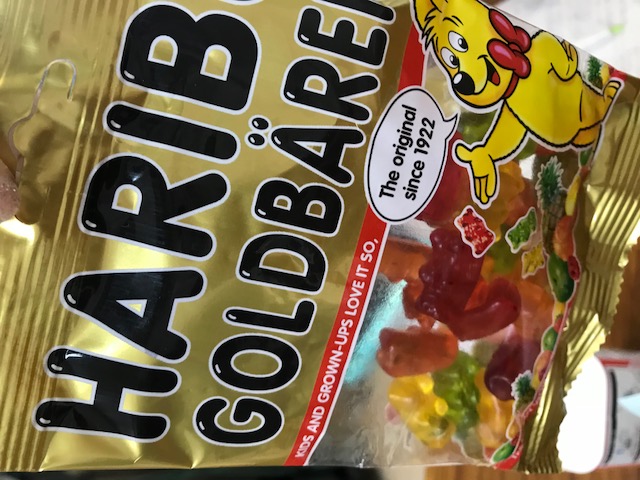 HARIB
GOLDBÄREN
KIDS AND GROWN-UPS LOVE IT SO,
The original
since 1922